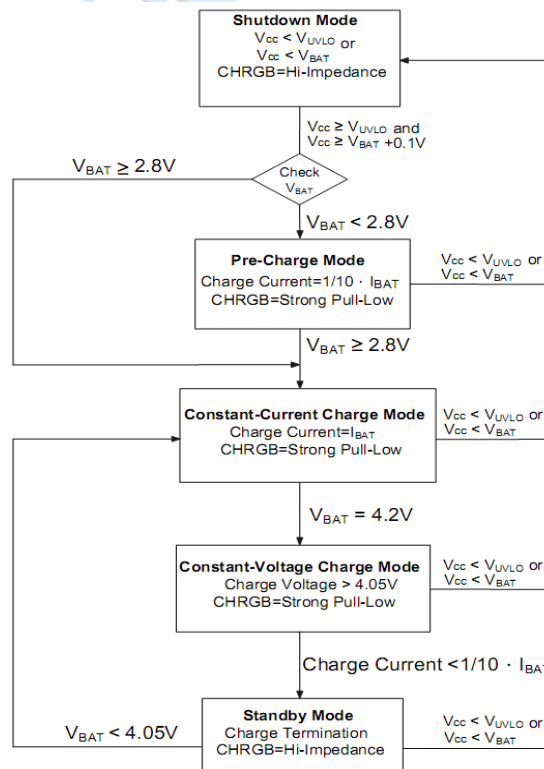 Shutdown Mode
Vcc < VUVLO or
Vcc < VBAT
CHRGB=Hi-Impedance
Vcc ≥ VUVLO and
Vcc ≥ VBAT +0.1V
VBAT ≥ 2.8V
Check
VBAT
VBAT < 2.8V
Pre-Charge Mode
Charge Current=1/10 · IBAT
CHRGB=Strong Pull-Low
Vcc < VUVLO or
Vcc < VBAT
VBAT ≥ 2.8V
Constant-Current Charge Mode
Charge Current=IBAT
CHRGB=Strong Pull-Low
Vcc < VUVLO or
Vcc < VBAT
VBAT = 4.2V
Constant-Voltage Charge Mode
Charge Voltage > 4.05V
CHRGB=Strong Pull-Low
Vcc < VUVLO or
Vcc < VBAT
Charge Current <1/10 · IBAT
VBAT < 4.05V
Standby Mode
Charge Termination
CHRGB=Hi-Impedance
Vcc < VUVLO or
Vcc < VBAT